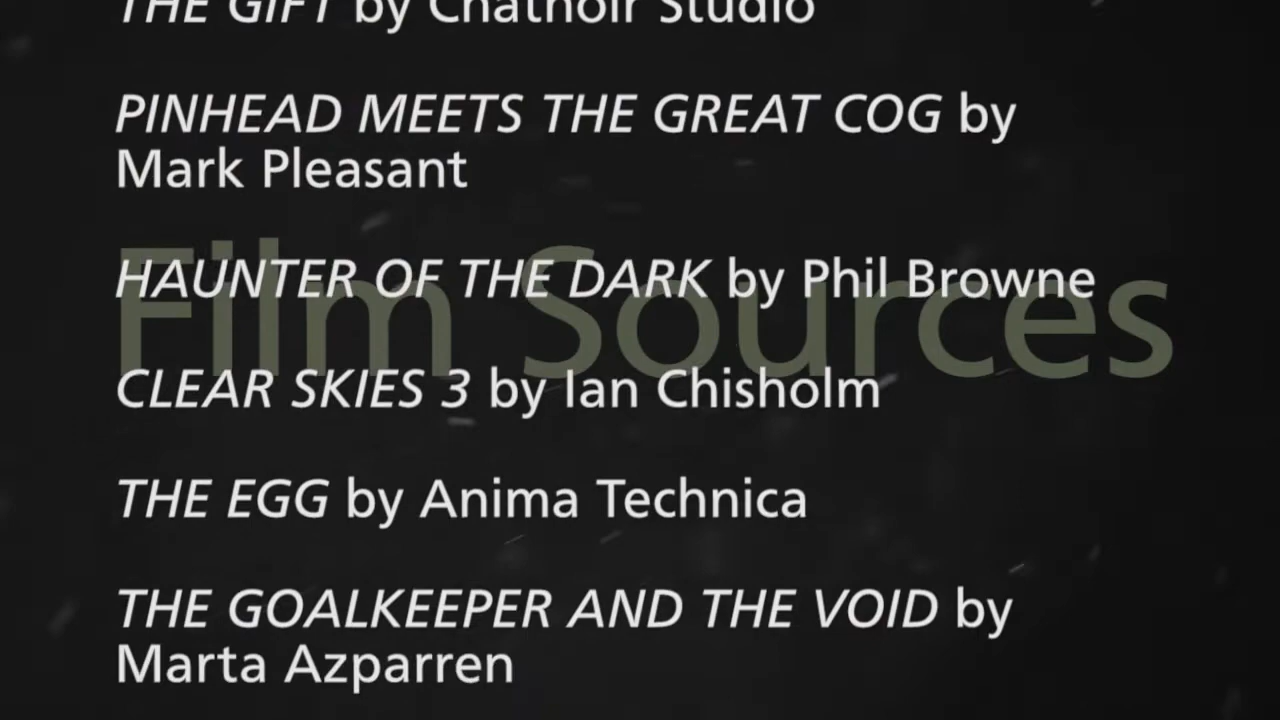 THE GIFT by Chatnoir Studio
PINHEAD MEETS THE GREAT COG by
Mark Pleasant
Film Sources
HAUNTER OF THE DARK by Phil Browne
CLEAR SKIES 3 by Ian Chisholm
THE EGG by Anima Technica
THE GOALKEEPER AND THE VOID by
Marta Azparren